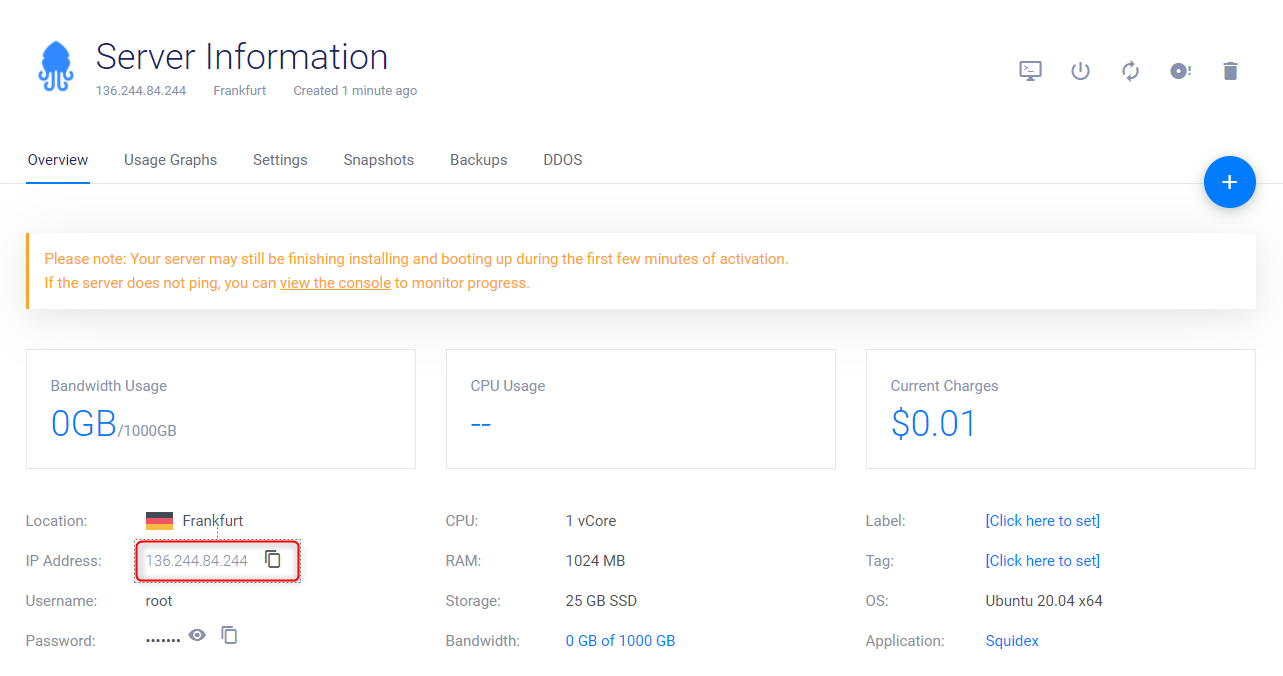 Server Information
136.244.84.244 Frankfurt Created 1 minute ago
Overview Usage Graphs Settings Snapshots Backups DDOS
+
Please note: Your server may still be finishing installing and booting up during the first few minutes of activation.
If the server does not ping, you can view the console to monitor progress.
Bandwidth Usage
0GB/1000GB
CPU Usage
--
Current Charges
$0.01
Location: Frankfurt
IP Address: 136.244.84.244
Username: root
Password: •••••••
CPU: 1 vCore
RAM: 1024 MB
Storage: 25 GB SSD
Bandwidth: 0 GB of 1000 GB
Label: [Click here to set]
Tag: [Click here to set]
OS: Ubuntu 20.04 x64
Application: Squidex